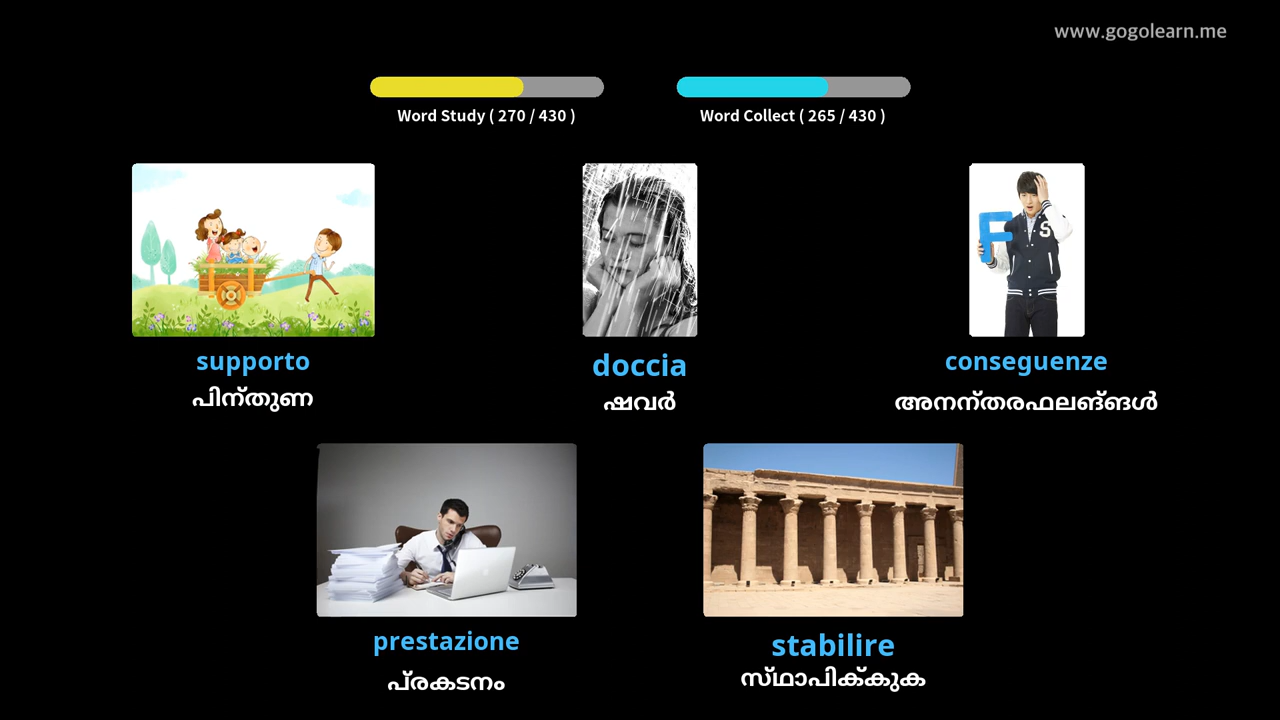 www.gogolearn.me
Word Study ( 270 / 430 )
Word Collect ( 265 / 430 )
F
S
supporto
പിന്തുണ
doccia
ഷവർ
conseguenze
അനന്തരഫലങ്ങൾ
prestazione
പ്രകടനം
stabilire
സ്ഥാപിക്കുക